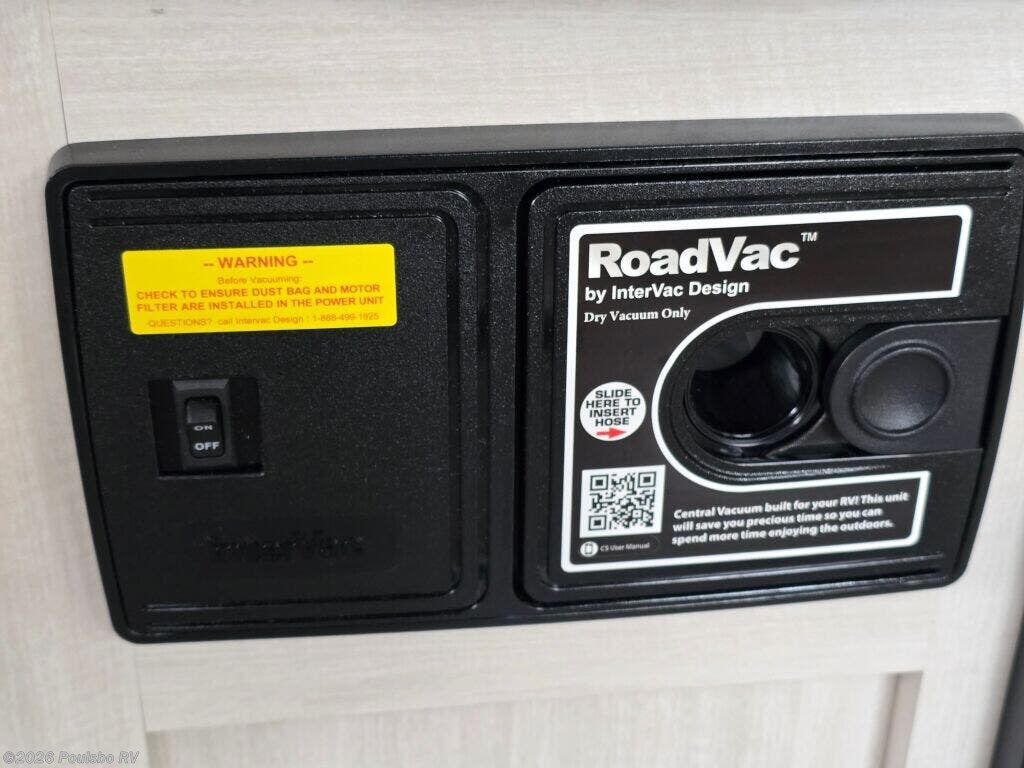 -- WARNING --
Before Vacuuming:
CHECK TO ENSURE DUST BAG AND MOTOR
FILTER ARE INSTALLED IN THE POWER UNIT
QUESTIONS? call Intervac Design : 1-888-499-1925
ON
OFF
RoadVac™
by InterVac Design
Dry Vacuum Only
SLIDE
HERE TO
INSERT
HOSE
CS User Manual
Central Vacuum built for your RV! This unit
will save you precious time so you can
spend more time enjoying the outdoors.
©2026 Poulsbo RV